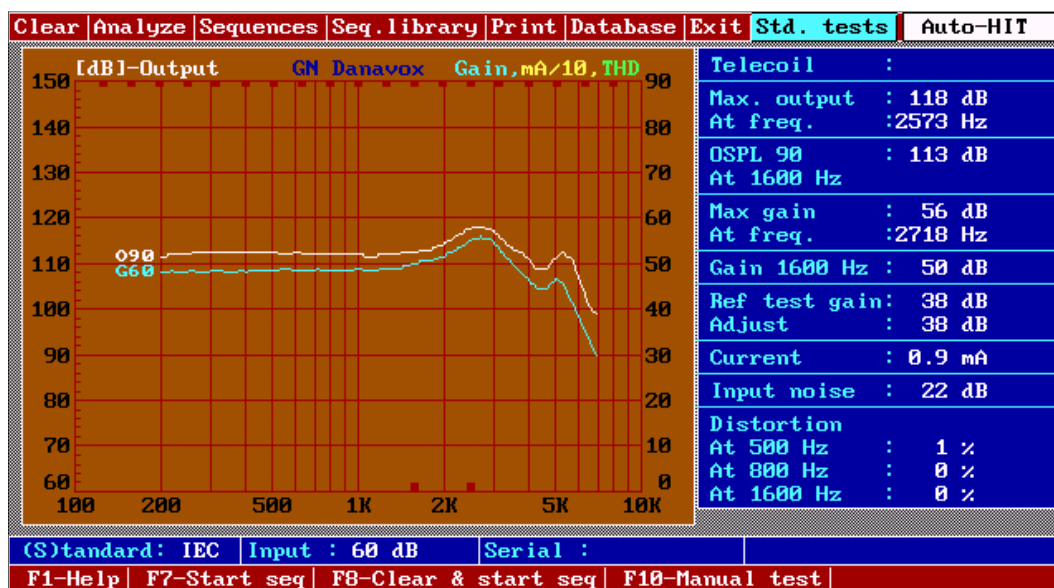 Clear Analyze Sequences Seq.library Print Database Exit Std. tests Auto-HIT
[dB]-Output GN Danavox Gain,mA/10,THD
150 90
140 80
130 70
120 60
110 50
100 40
90 30
80 20
70 10
60 0
O90
G60
100 200 500 1K 2K 5K 10K
Telecoil :
Max. output : 118 dB
At freq. :2573 Hz
OSPL 90 : 113 dB
At 1600 Hz
Max gain : 56 dB
At freq. :2718 Hz
Gain 1600 Hz : 50 dB
Ref test gain: 38 dB
Adjust : 38 dB
Current : 0.9 mA
Input noise : 22 dB
Distortion
At 500 Hz : 1 %
At 800 Hz : 0 %
At 1600 Hz : 0 %
(S)tandard: IEC Input : 60 dB Serial :
F1-Help F7-Start seq F8-Clear & start seq F10-Manual test